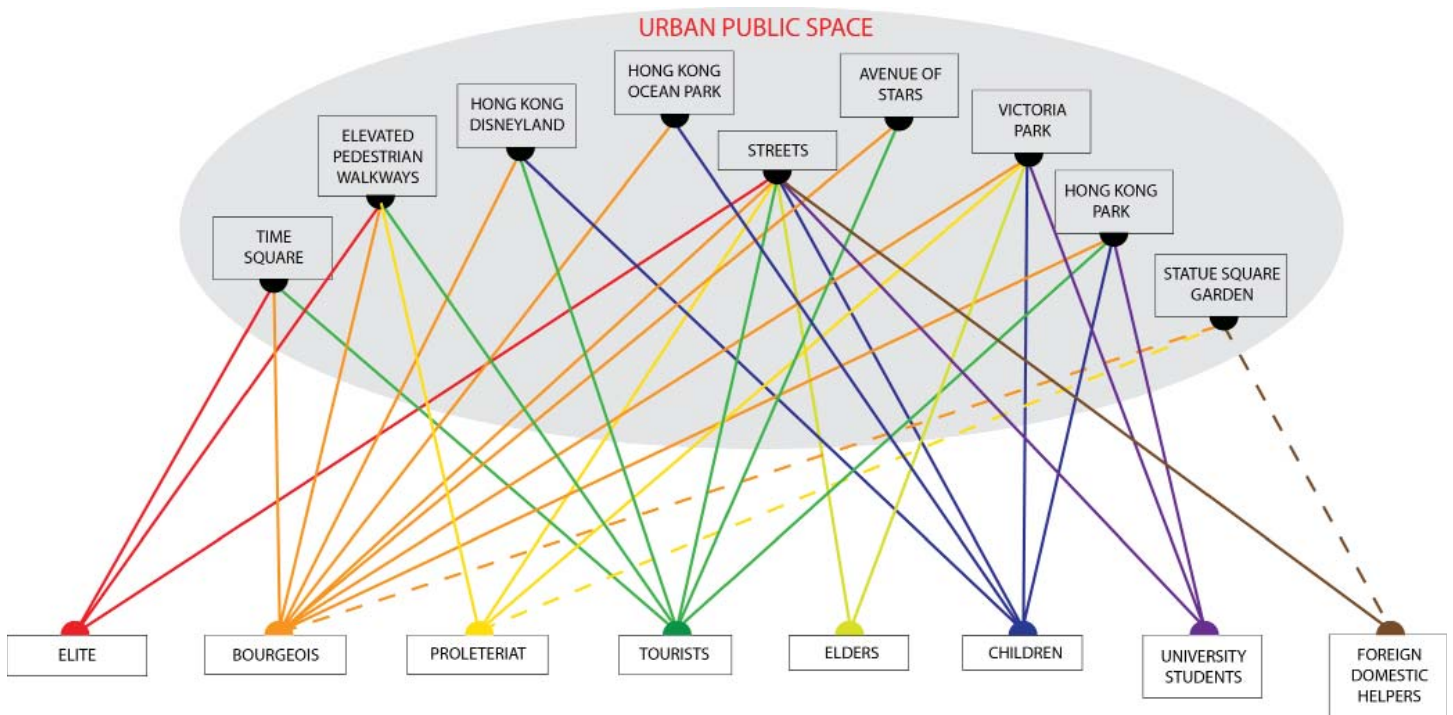 URBAN PUBLIC SPACE
HONG KONG
OCEAN PARK
AVENUE OF
STARS
HONG KONG
DISNEYLAND
VICTORIA
PARK
ELEVATED
PEDESTRIAN
WALKWAYS
STREETS
HONG KONG
PARK
TIME
SQUARE
STATUE SQUARE
GARDEN
ELITE
BOURGEOIS
PROLETERIAT
TOURISTS
ELDERS
CHILDREN
UNIVERSITY
STUDENTS
FOREIGN
DOMESTIC
HELPERS